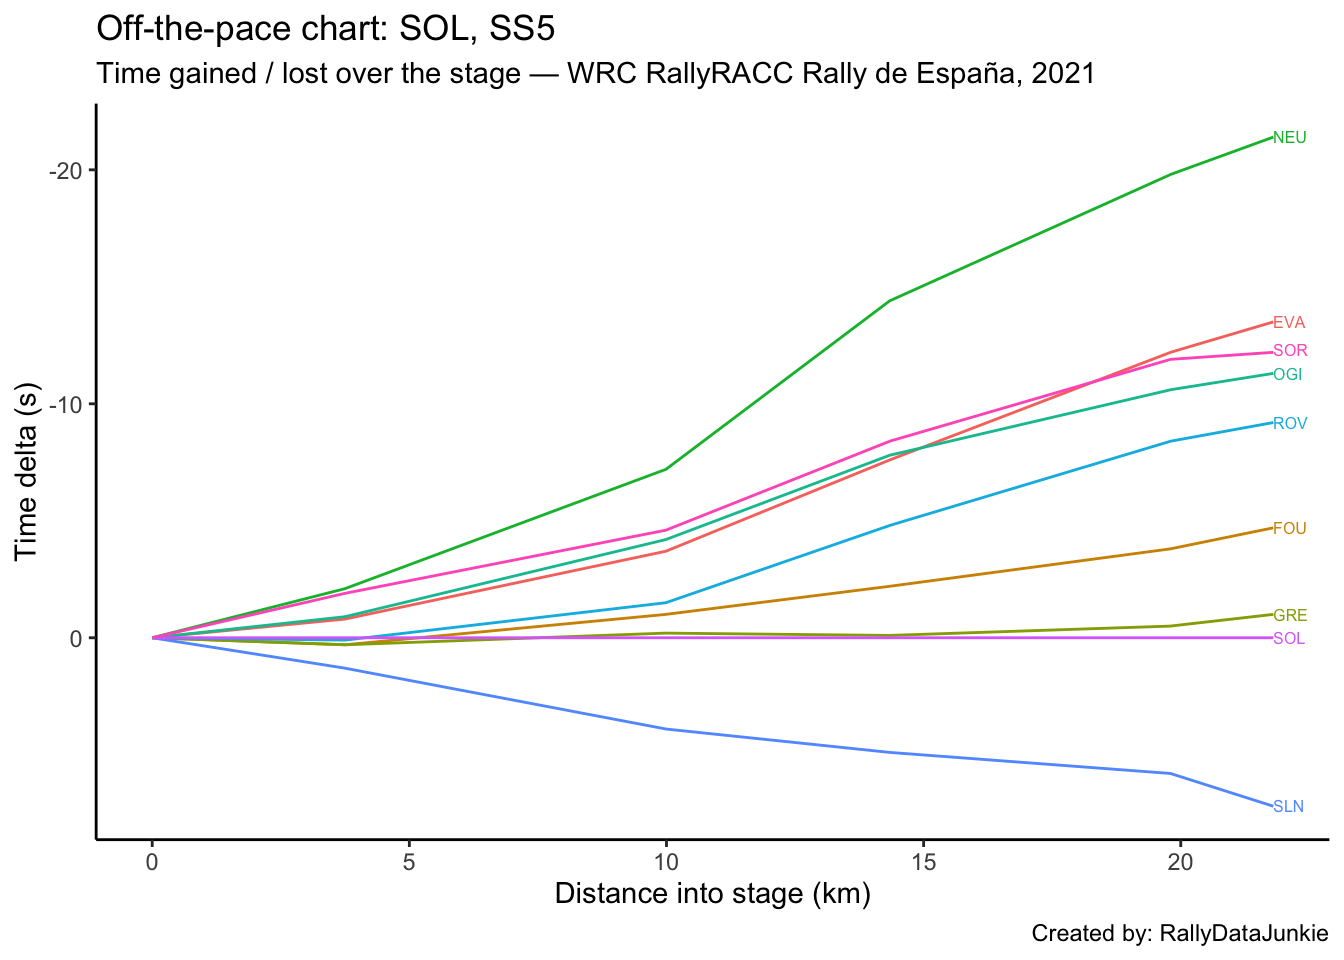 Off-the-pace chart: SOL, SS5
Time gained / lost over the stage — WRC RallyRACC Rally de España, 2021
Time delta (s)
-20
-10
0
NEU
EVA
SOR
OGI
ROV
FOU
GRE
SOL
SLN
0 5 10 15 20
Distance into stage (km)
Created by: RallyDataJunkie